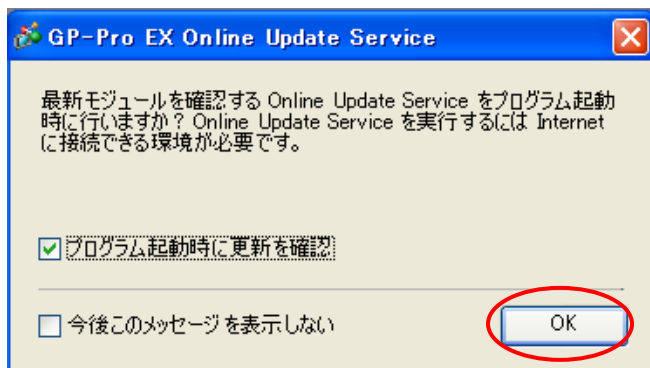 GP-Pro EX Online Update Service
最新モジュールを確認する Online Update Service をプログラム起動
時に行いますか？ Online Update Service を実行するには Internet
に接続できる環境が必要です。
プログラム起動時に更新を確認
今後このメッセージを表示しない
OK